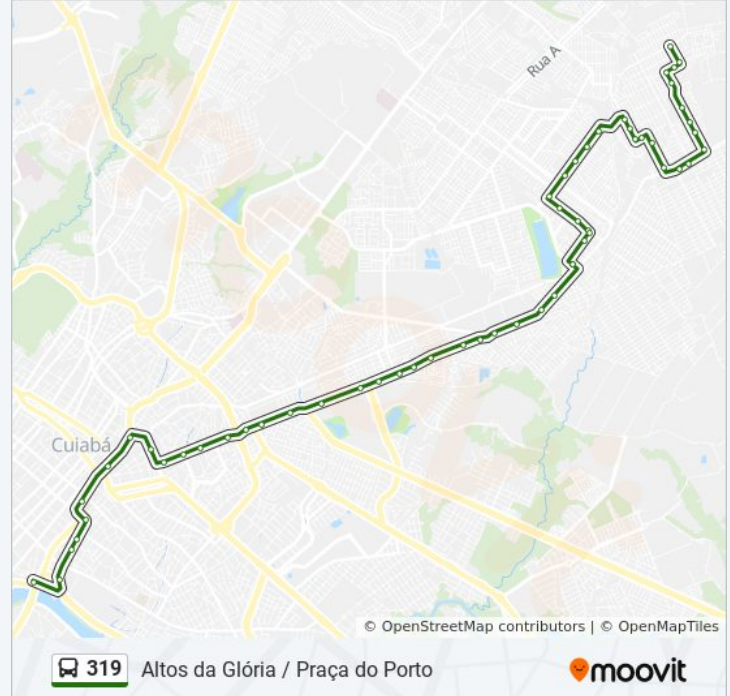 Rua A
Cuiabá
© OpenStreetMap contributors | © OpenMapTiles
319 Altos da Glória / Praça do Porto
moovit